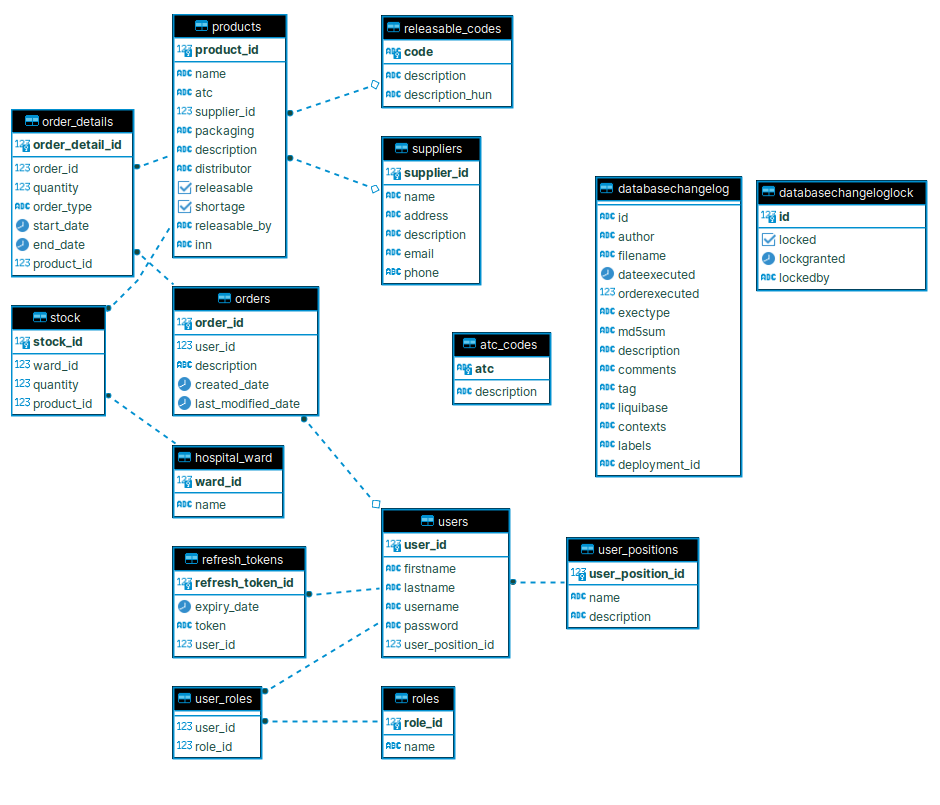 products
product_id
name
atc
supplier_id
packaging
description
distributor
releasable
shortage
releasable_by
inn
releasable_codes
code
description
description_hun
order_details
order_detail_id
order_id
quantity
order_type
start_date
end_date
product_id
suppliers
supplier_id
name
address
description
email
phone
databasechangelog
id
author
filename
dateexecuted
orderexecuted
exectype
md5sum
description
comments
tag
liquibase
contexts
labels
deployment_id
databasechangeloglock
id
locked
lockgranted
lockedby
stock
stock_id
ward_id
quantity
product_id
orders
order_id
user_id
description
created_date
last_modified_date
atc_codes
atc
description
hospital_ward
ward_id
name
users
user_id
firstname
lastname
username
password
user_position_id
user_positions
user_position_id
name
description
refresh_tokens
refresh_token_id
expiry_date
token
user_id
user_roles
user_id
role_id
roles
role_id
name